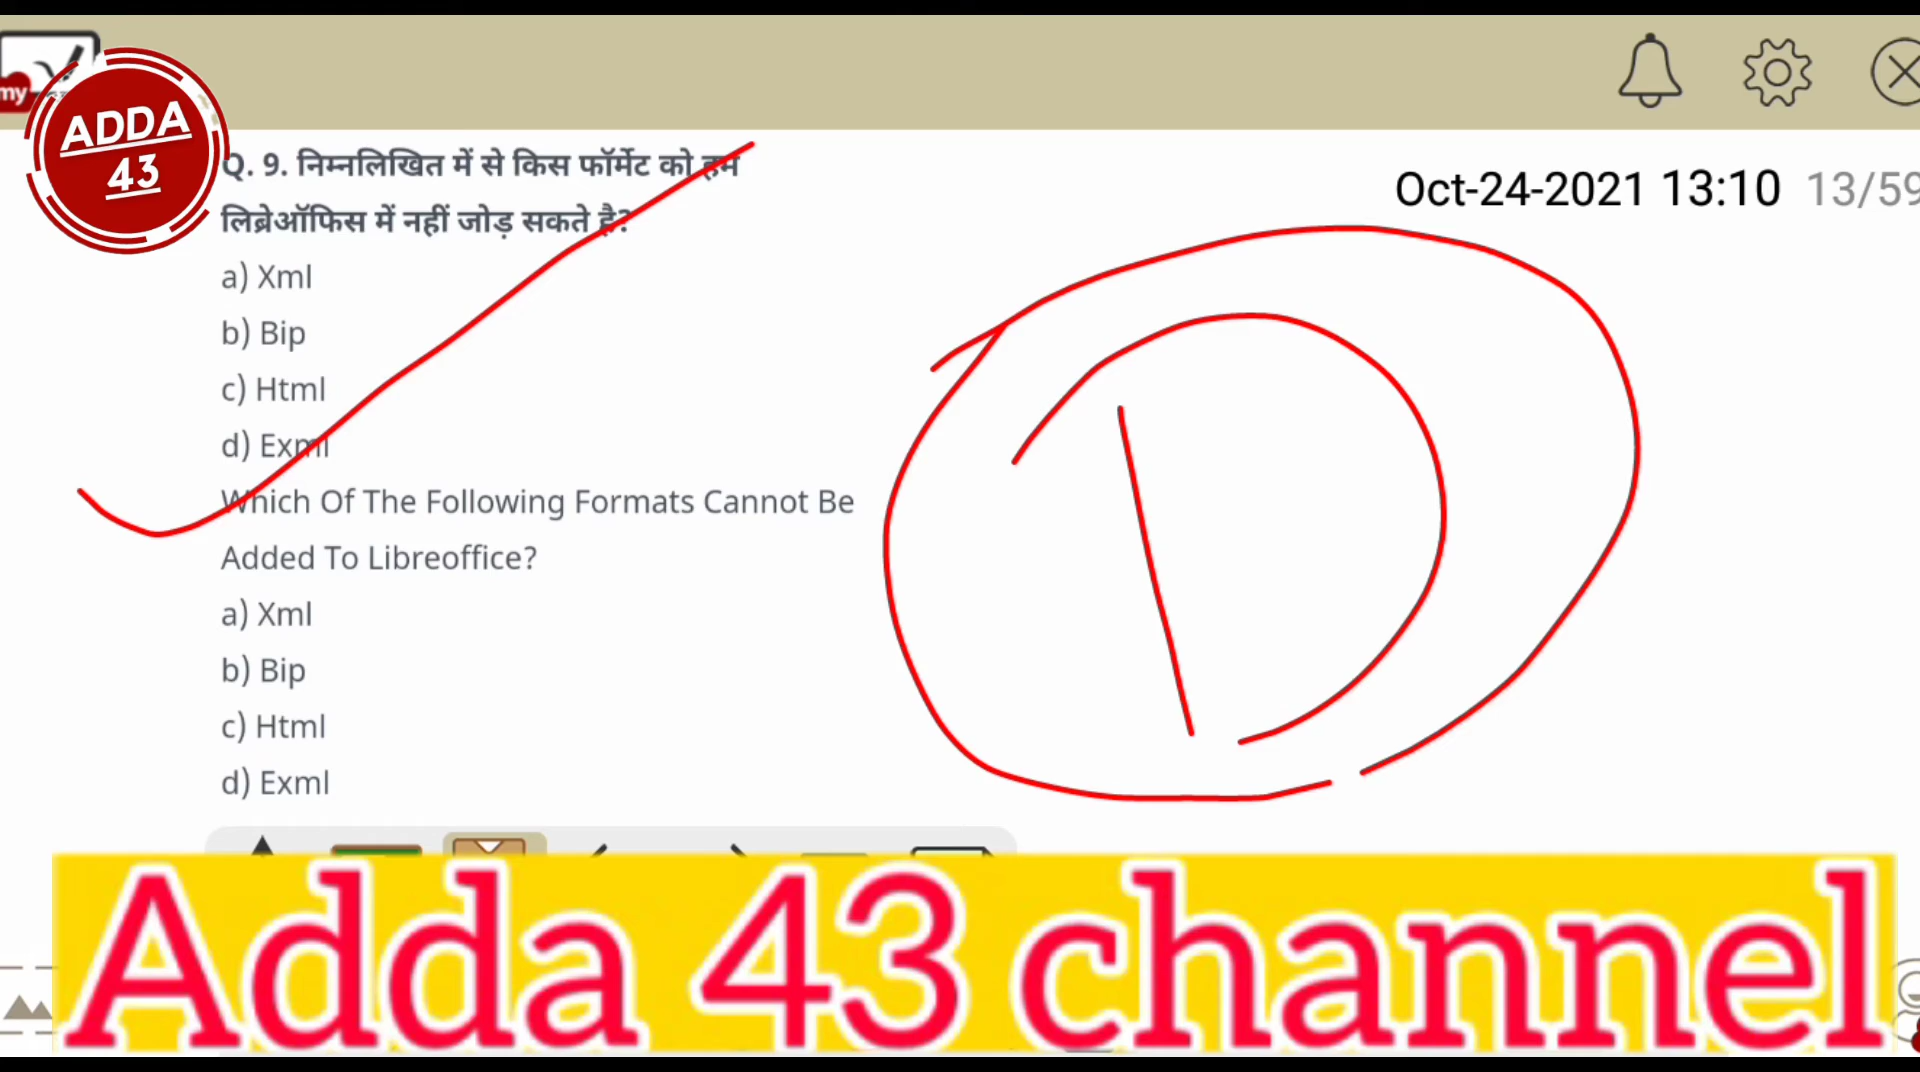 my
ADDA
43
Q. 9. निम्नलिखित में से किस फॉर्मेट को हम
लिब्रेऑफिस में नहीं जोड़ सकते है?
Oct-24-2021 13:10 13/59
a) Xml
b) Bip
c) Html
d) Exml
Which Of The Following Formats Cannot Be
Added To Libreoffice?
a) Xml
b) Bip
c) Html
d) Exml
D
Adda 43 channel